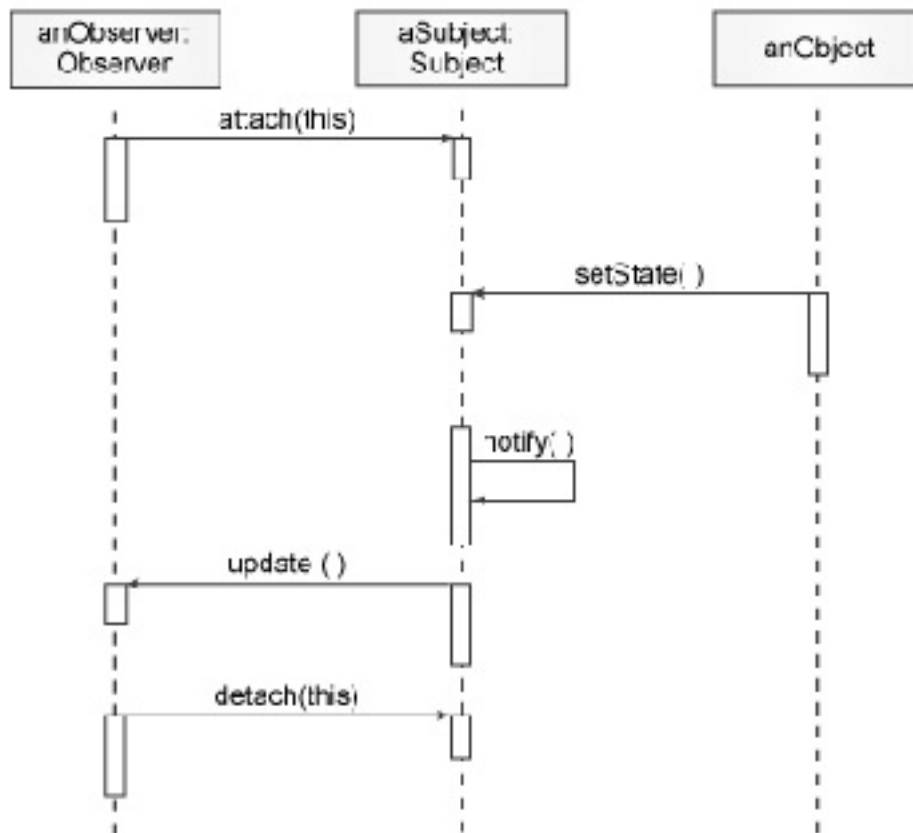 anObserver:
Observer
aSubject:
Subject
anObject
attach(this)
setState( )
notify( )
update ( )
detach(this)